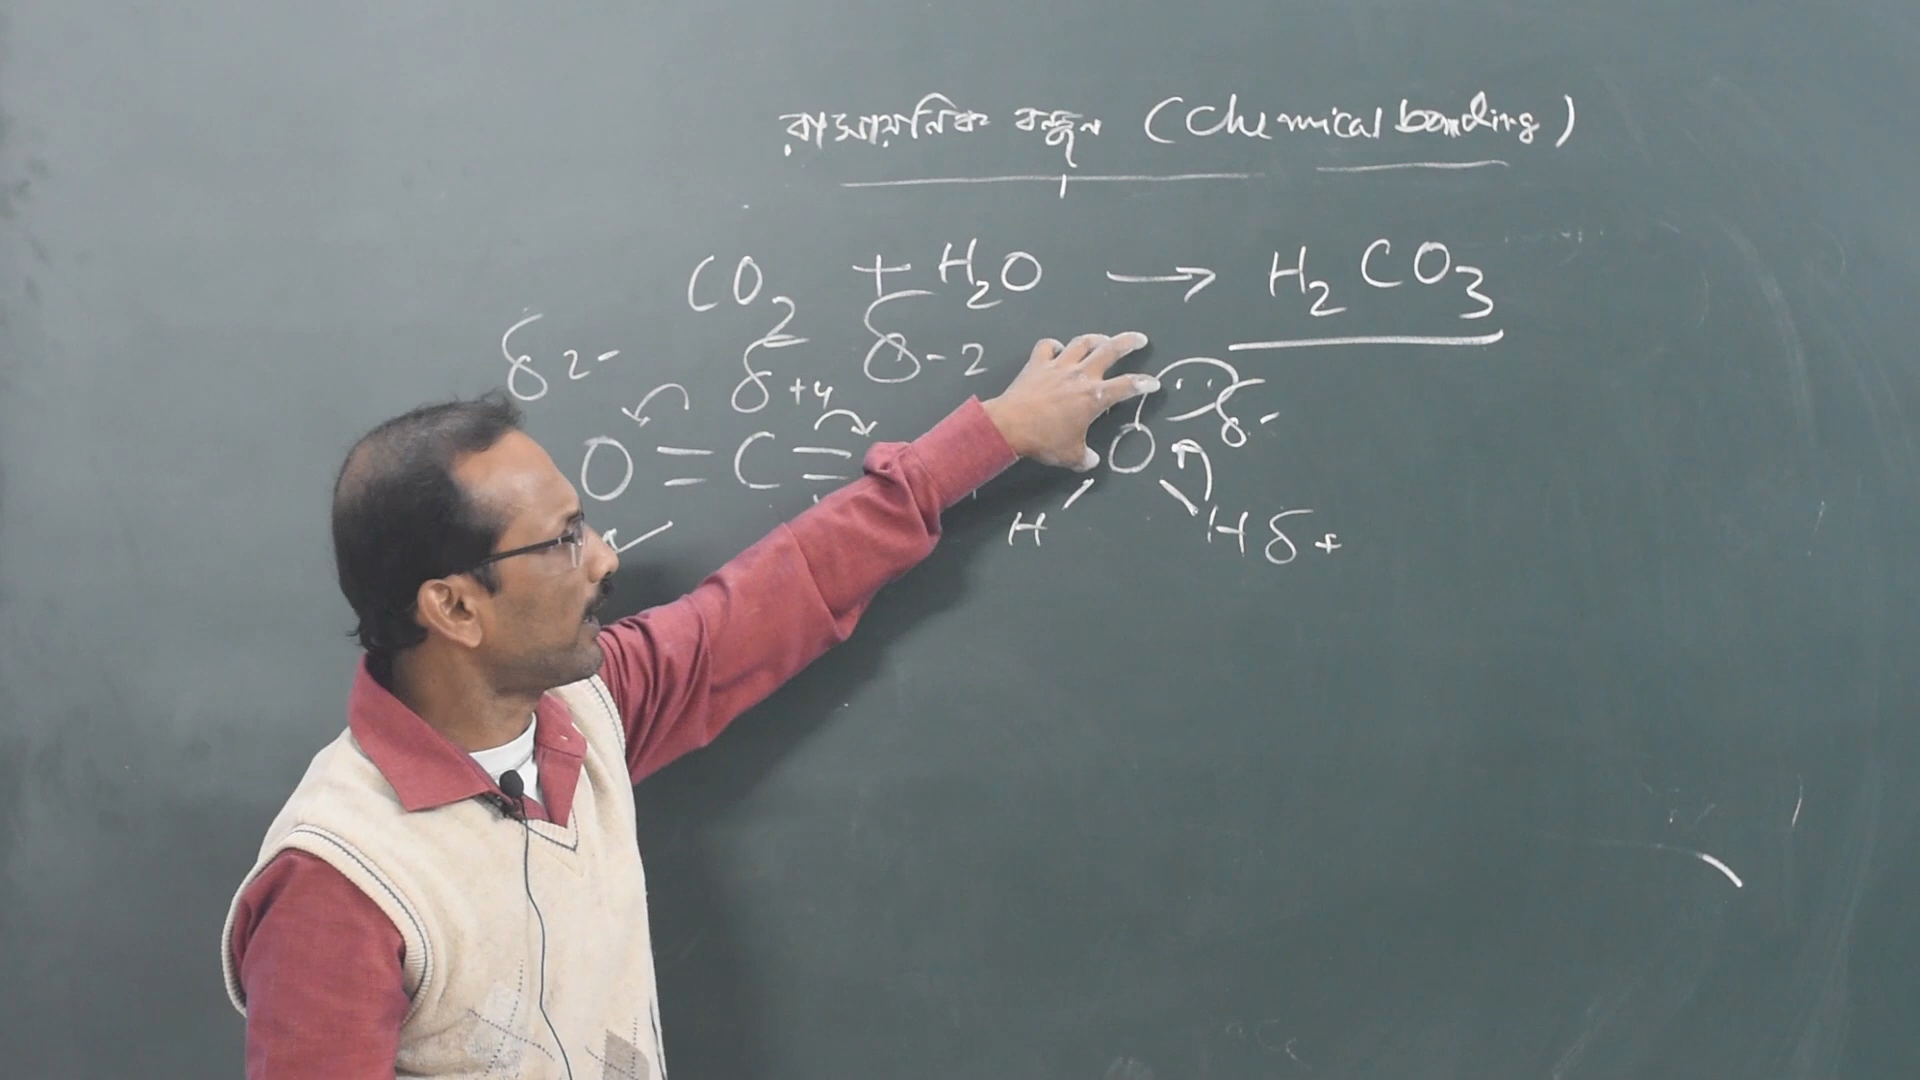 রাসায়নিক বন্ধন (Chemical bonding)
CO₂ + H₂O → H₂CO₃
δ2- δ+4 δ-2 δ-
O = C = O
H H δ+